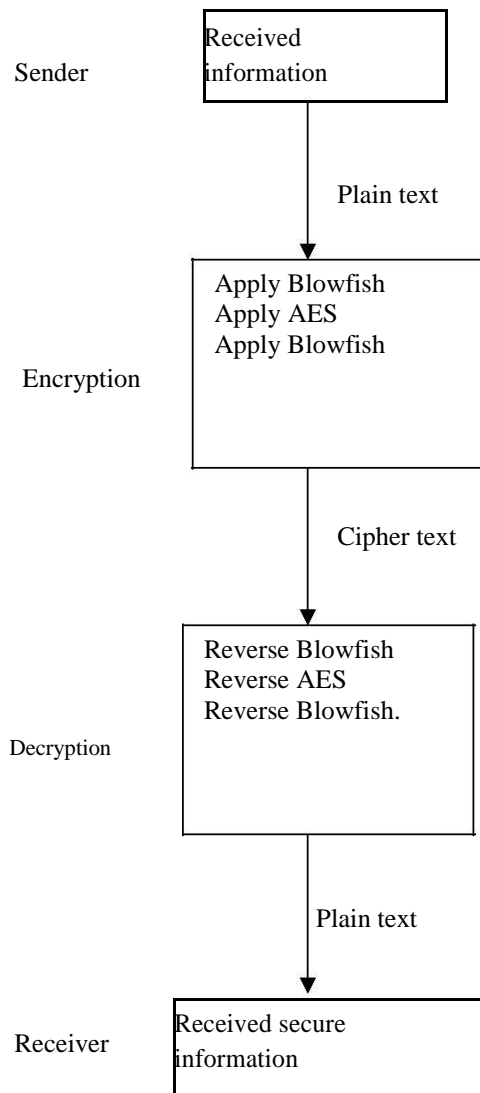 Received
information
Sender
Plain text
Apply Blowfish
Apply AES
Apply Blowfish
Encryption
Cipher text
Reverse Blowfish
Reverse AES
Reverse Blowfish.
Decryption
Plain text
Received secure
information
Receiver